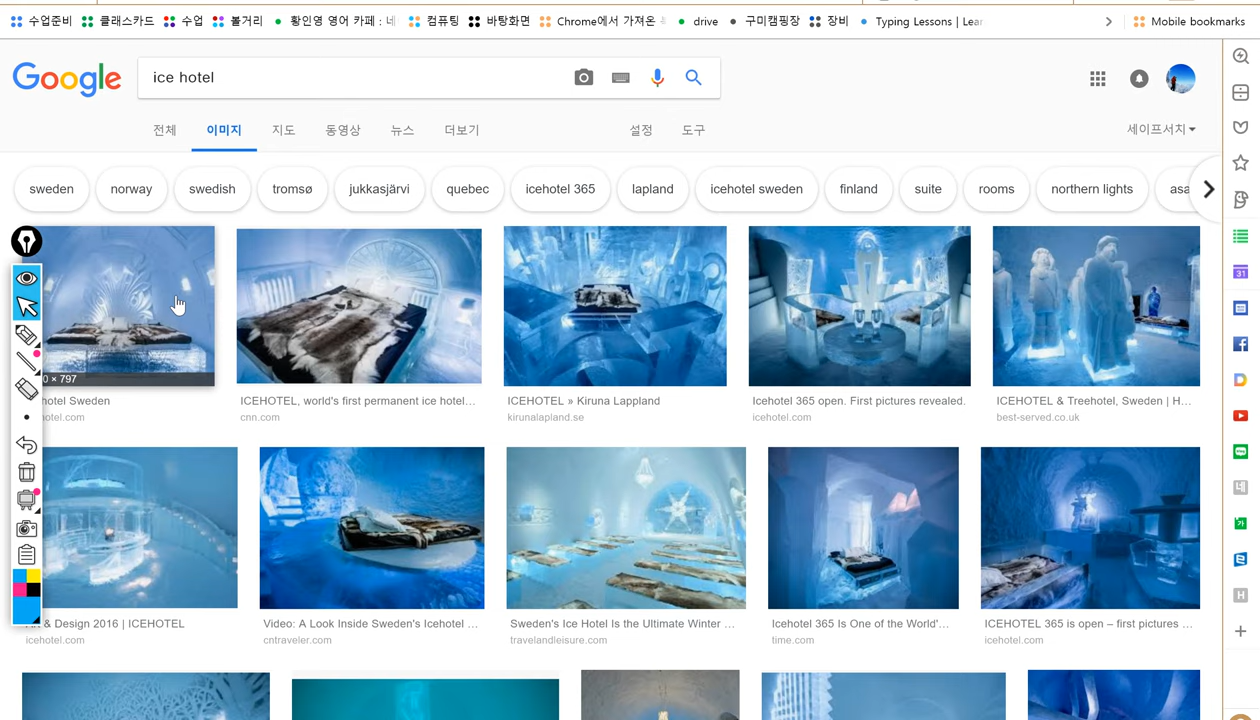 수업준비 클래스카드 수업 볼거리 황인영 영어 카페 : 네 컴퓨팅 바탕화면 Chrome에서 가져온 drive 구미캠핑장 장비 Typing Lessons | Lear Mobile bookmarks
Google ice hotel
전체 이미지 지도 동영상 뉴스 더보기 설정 도구 세이프서치
sweden norway swedish tromsø jukkasjärvi quebec icehotel 365 lapland icehotel sweden finland suite rooms northern lights asa
0 × 797
hotel Sweden
hotel.com
ICEHOTEL, world's first permanent ice hotel...
cnn.com
ICEHOTEL » Kiruna Lappland
kirunalapland.se
Icehotel 365 open. First pictures revealed.
icehotel.com
ICEHOTEL & Treehotel, Sweden | H...
best-served.co.uk
31
& Design 2016 | ICEHOTEL
icehotel.com
Video: A Look Inside Sweden's Icehotel ...
cntraveler.com
Sweden's Ice Hotel Is the Ultimate Winter ...
travelandleisure.com
Icehotel 365 Is One of the World'...
time.com
ICEHOTEL 365 is open – first pictures ...
icehotel.com